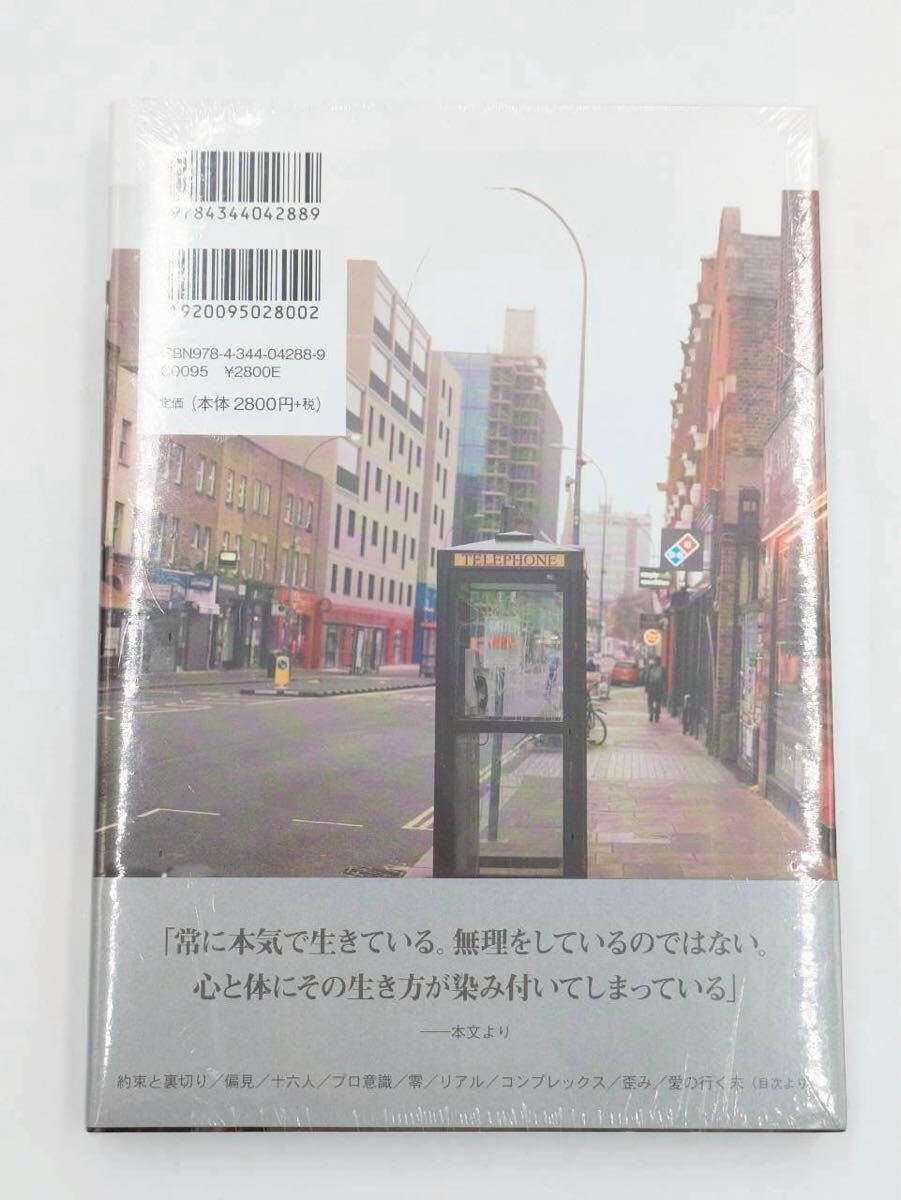 9784344042889
1920095028002
ISBN978-4-344-04288-9
C0095 ¥2800E
定価（本体2800円+税）
TELEPHONE
「常に本気で生きている。無理をしているのではない。
心と体にその生き方が染み付いてしまっている」
――本文より
約束と裏切り／偏見／十六人／プロ意識／零／リアル／コンプレックス／歪み／愛の行く末（目次より）